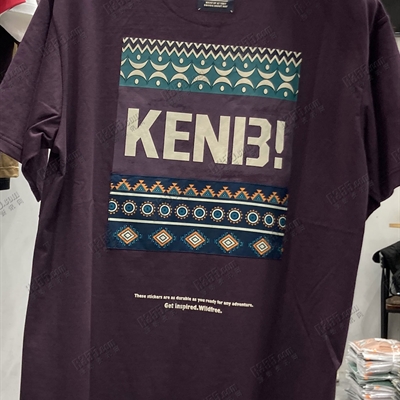 KENB!
These stickers are as durable as you ready for any adventure.
Get inspired.Wildfree.